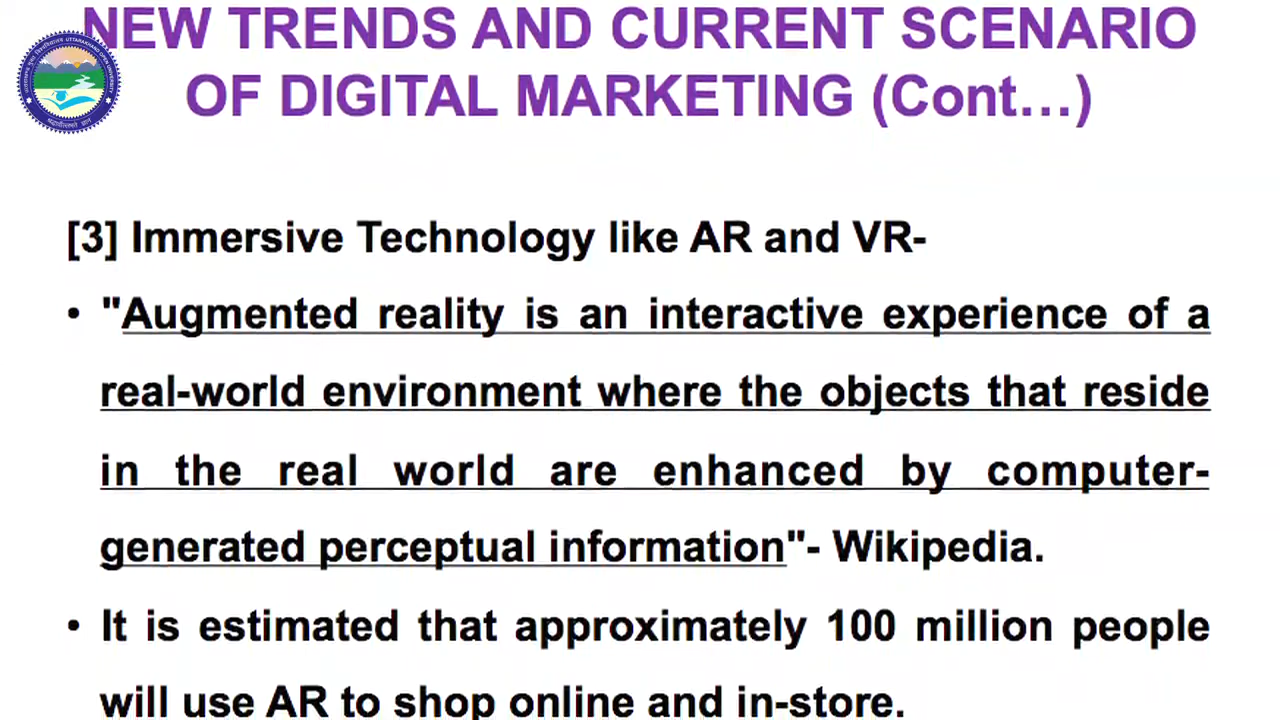 NEW TRENDS AND CURRENT SCENARIO
OF DIGITAL MARKETING (Cont...)
[3] Immersive Technology like AR and VR-
• "Augmented reality is an interactive experience of a
real-world environment where the objects that reside
in the real world are enhanced by computer-
generated perceptual information"- Wikipedia.
• It is estimated that approximately 100 million people
will use AR to shop online and in-store.